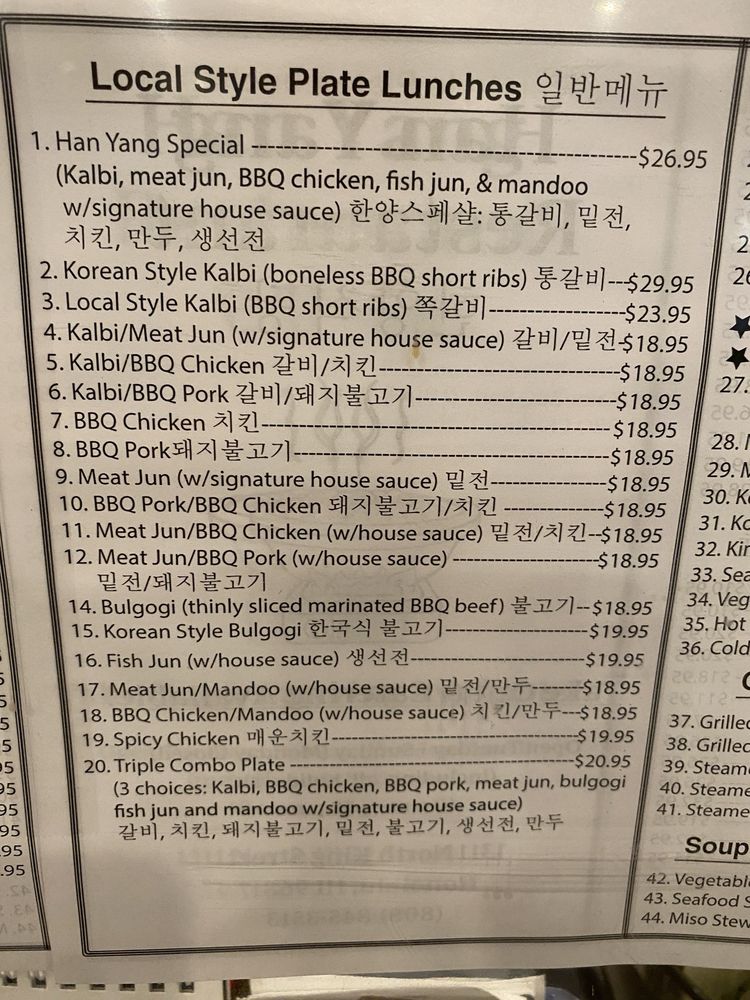 Local Style Plate Lunches 일반메뉴
1. Han Yang Special ---$26.95
(Kalbi, meat jun, BBQ chicken, fish jun, & mandoo
w/signature house sauce) 한양스페샬: 통갈비, 밑전,
치킨, 만두, 생선전
2. Korean Style Kalbi (boneless BBQ short ribs) 통갈비---$29.95
3. Local Style Kalbi (BBQ short ribs) 쪽갈비---$23.95
4. Kalbi/Meat Jun (w/signature house sauce) 갈비/밑전-$18.95
5. Kalbi/BBQ Chicken 갈비/치킨---$18.95
6. Kalbi/BBQ Pork 갈비/돼지불고기---$18.95
7. BBQ Chicken 치킨---$18.95
8. BBQ Pork돼지불고기---$18.95
9. Meat Jun (w/signature house sauce) 밑전---$18.95
10. BBQ Pork/BBQ Chicken 돼지불고기/치킨 ---$18.95
11. Meat Jun/BBQ Chicken (w/house sauce) 밑전/치킨--$18.95
12. Meat Jun/BBQ Pork (w/house sauce) ---$18.95
밑전/돼지불고기
14. Bulgogi (thinly sliced marinated BBQ beef) 불고기--$18.95
15. Korean Style Bulgogi 한국식 불고기---$19.95
16. Fish Jun (w/house sauce) 생선전---$19.95
17. Meat Jun/Mandoo (w/house sauce) 밑전/만두---$18.95
18. BBQ Chicken/Mandoo (w/house sauce) 치킨/만두---$18.95
19. Spicy Chicken 매운치킨---$19.95
20. Triple Combo Plate ---$20.95
(3 choices: Kalbi, BBQ chicken, BBQ pork, meat jun, bulgogi
fish jun and mandoo w/signature house sauce)
갈비, 치킨, 돼지불고기, 밑전, 불고기, 생선전, 만두
27.
28.
29.
30.
31.
32.
33.
34.
35. Hot
36. Cold
37. Grilled
38. Grilled
39.
40.
41.
Soup
42.
43. Seafood
44. Miso